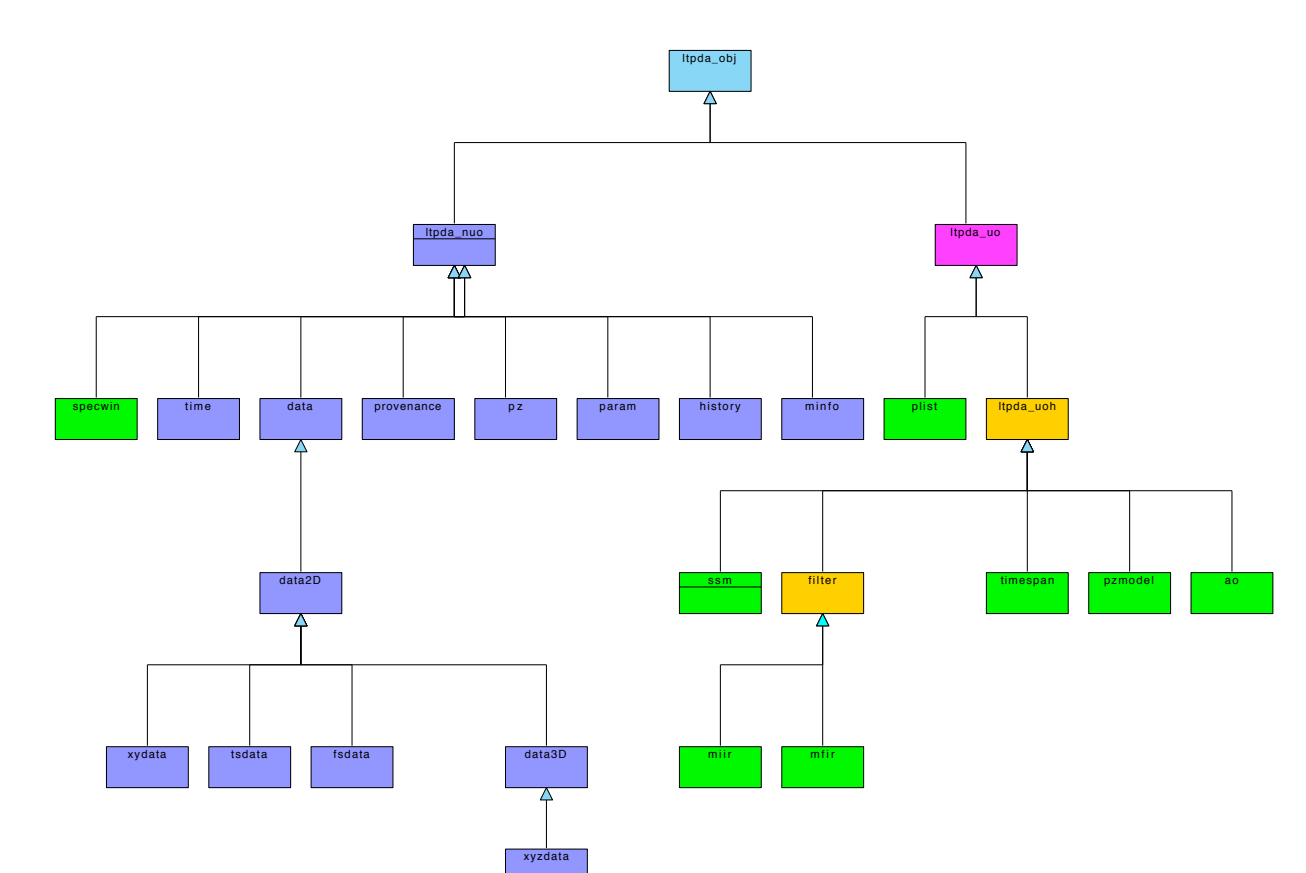 ltpda_obj
ltpda_nuo
ltpda_uo
specwin
time
data
provenance
pz
param
history
minfo
plist
ltpda_uoh
data2D
ssm
filter
timespan
pzmodel
ao
xydata
tsdata
fsdata
data3D
miir
mfir
xyzdata